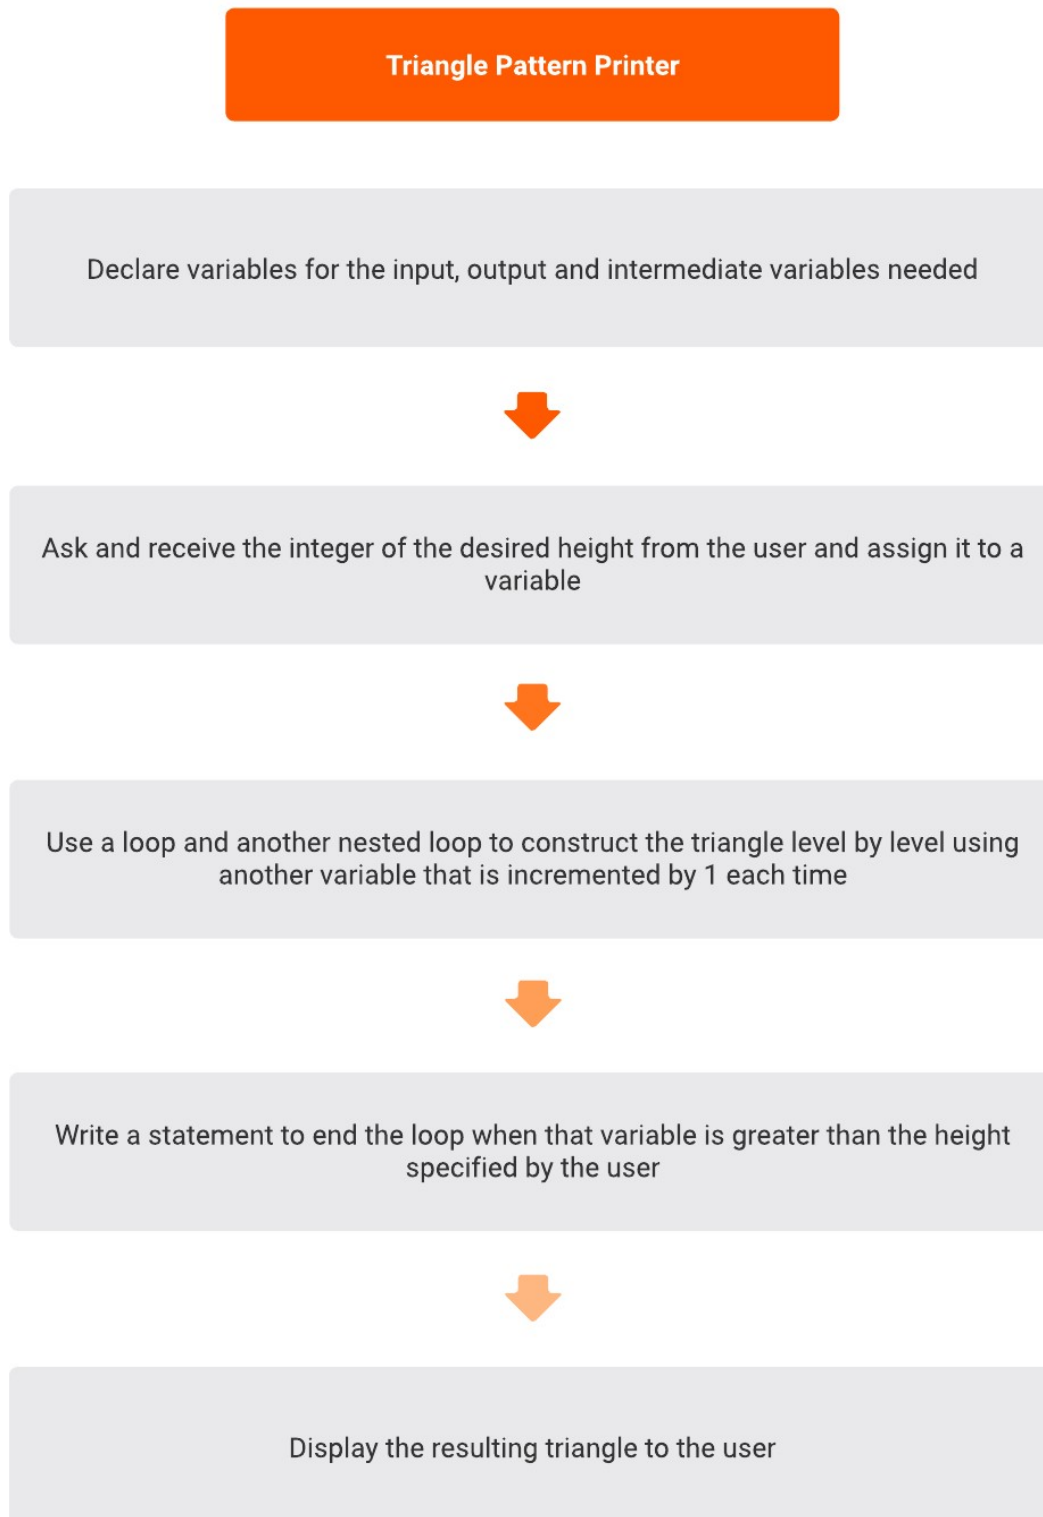 Triangle Pattern Printer
Declare variables for the input, output and intermediate variables needed
Ask and receive the integer of the desired height from the user and assign it to a
variable
Use a loop and another nested loop to construct the triangle level by level using
another variable that is incremented by 1 each time
Write a statement to end the loop when that variable is greater than the height
specified by the user
Display the resulting triangle to the user